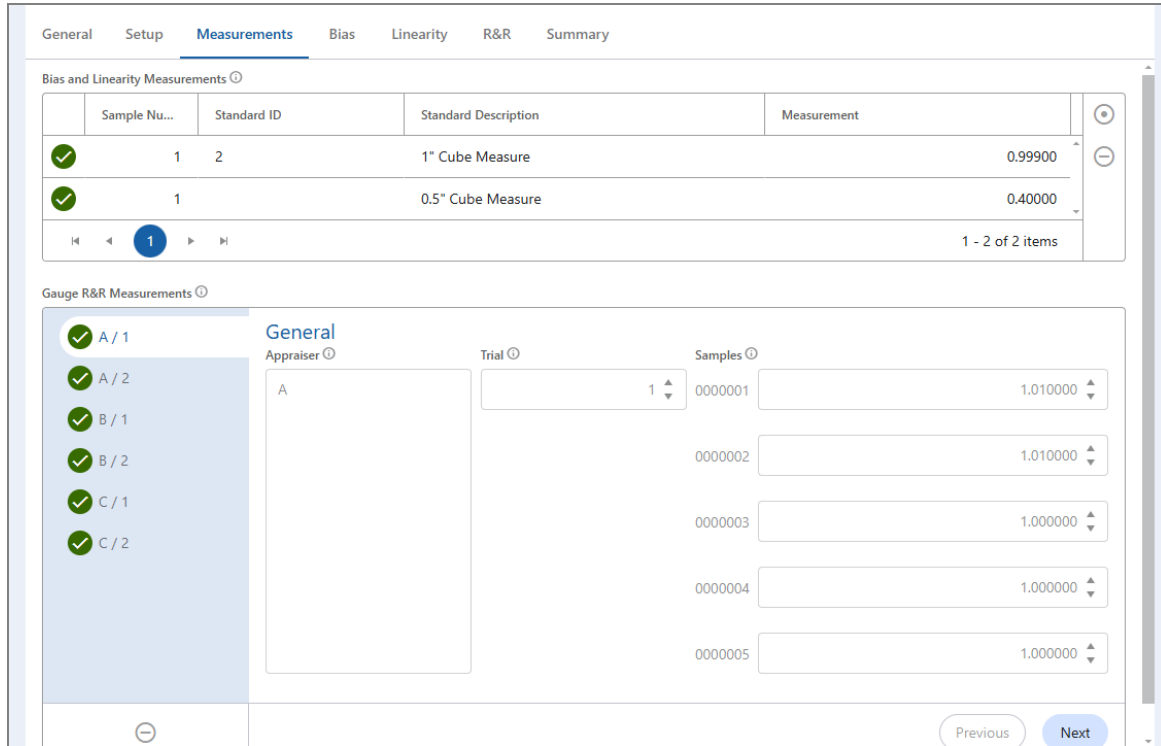 General Setup Measurements Bias Linearity R&R Summary
Bias and Linearity Measurements
Sample Nu... Standard ID Standard Description Measurement
1 2 1" Cube Measure 0.99900
1 0.5" Cube Measure 0.40000
1 1 - 2 of 2 items
Gauge R&R Measurements
A / 1
A / 2
B / 1
B / 2
C / 1
C / 2
General
Appraiser Trial Samples
A 1 0000001 1.010000
0000002 1.010000
0000003 1.000000
0000004 1.000000
0000005 1.000000
Previous Next